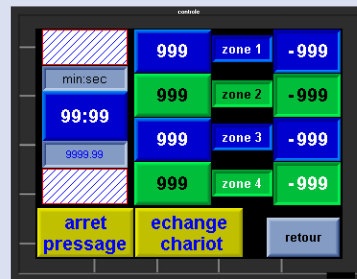 controle
999 zone 1 -999
min:sec
999 zone 2 -999
99:99
999 zone 3 -999
9999.99
999 zone 4 -999
arret
pressage
echange
chariot
retour